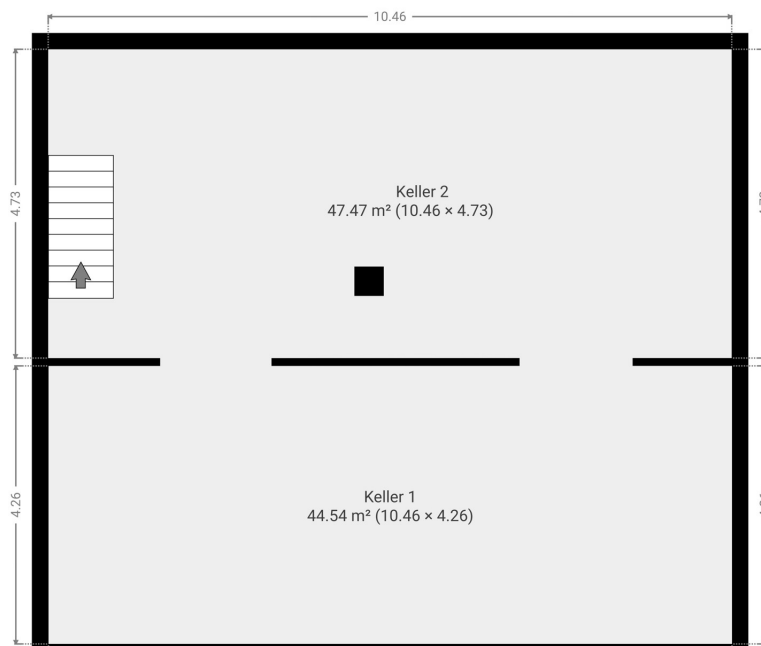 10.46
4.73
Keller 2
47.47 m² (10.46 × 4.73)
4.26
Keller 1
44.54 m² (10.46 × 4.26)